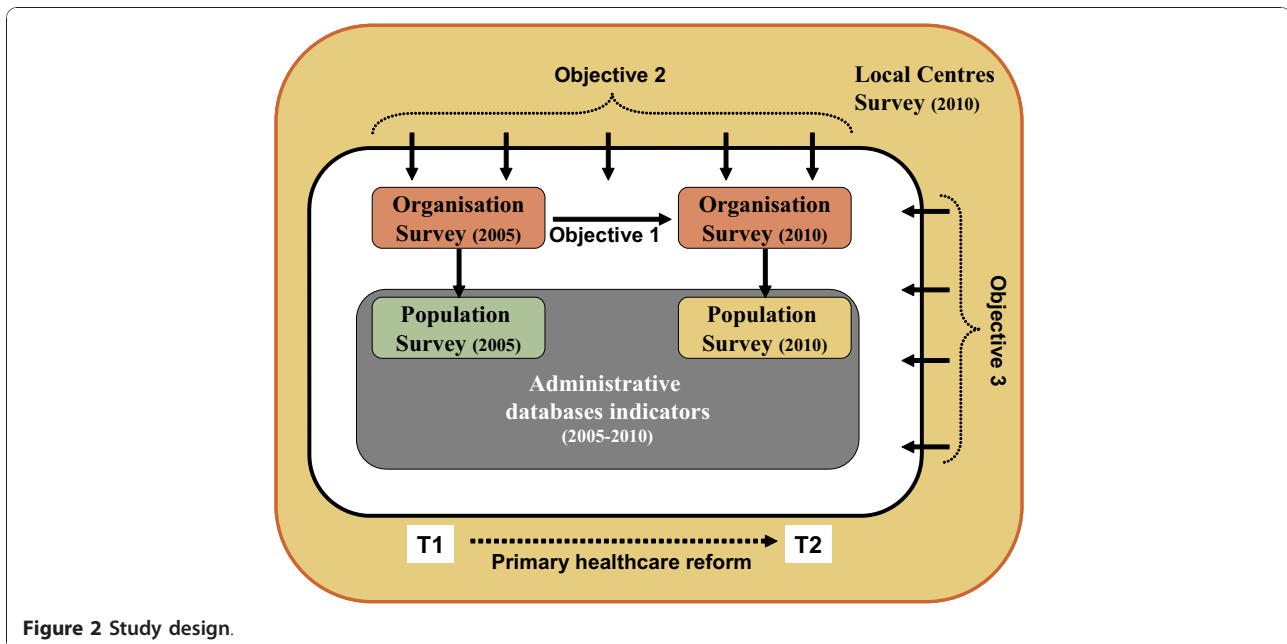 Objective 2
Local Centres
Survey (2010)
Organisation
Survey (2005)
Objective 1
Organisation
Survey (2010)
Population
Survey (2005)
Population
Survey (2010)
Administrative
databases indicators
(2005-2010)
Objective 3
T1
T2
Primary healthcare reform
Figure 2 Study design.